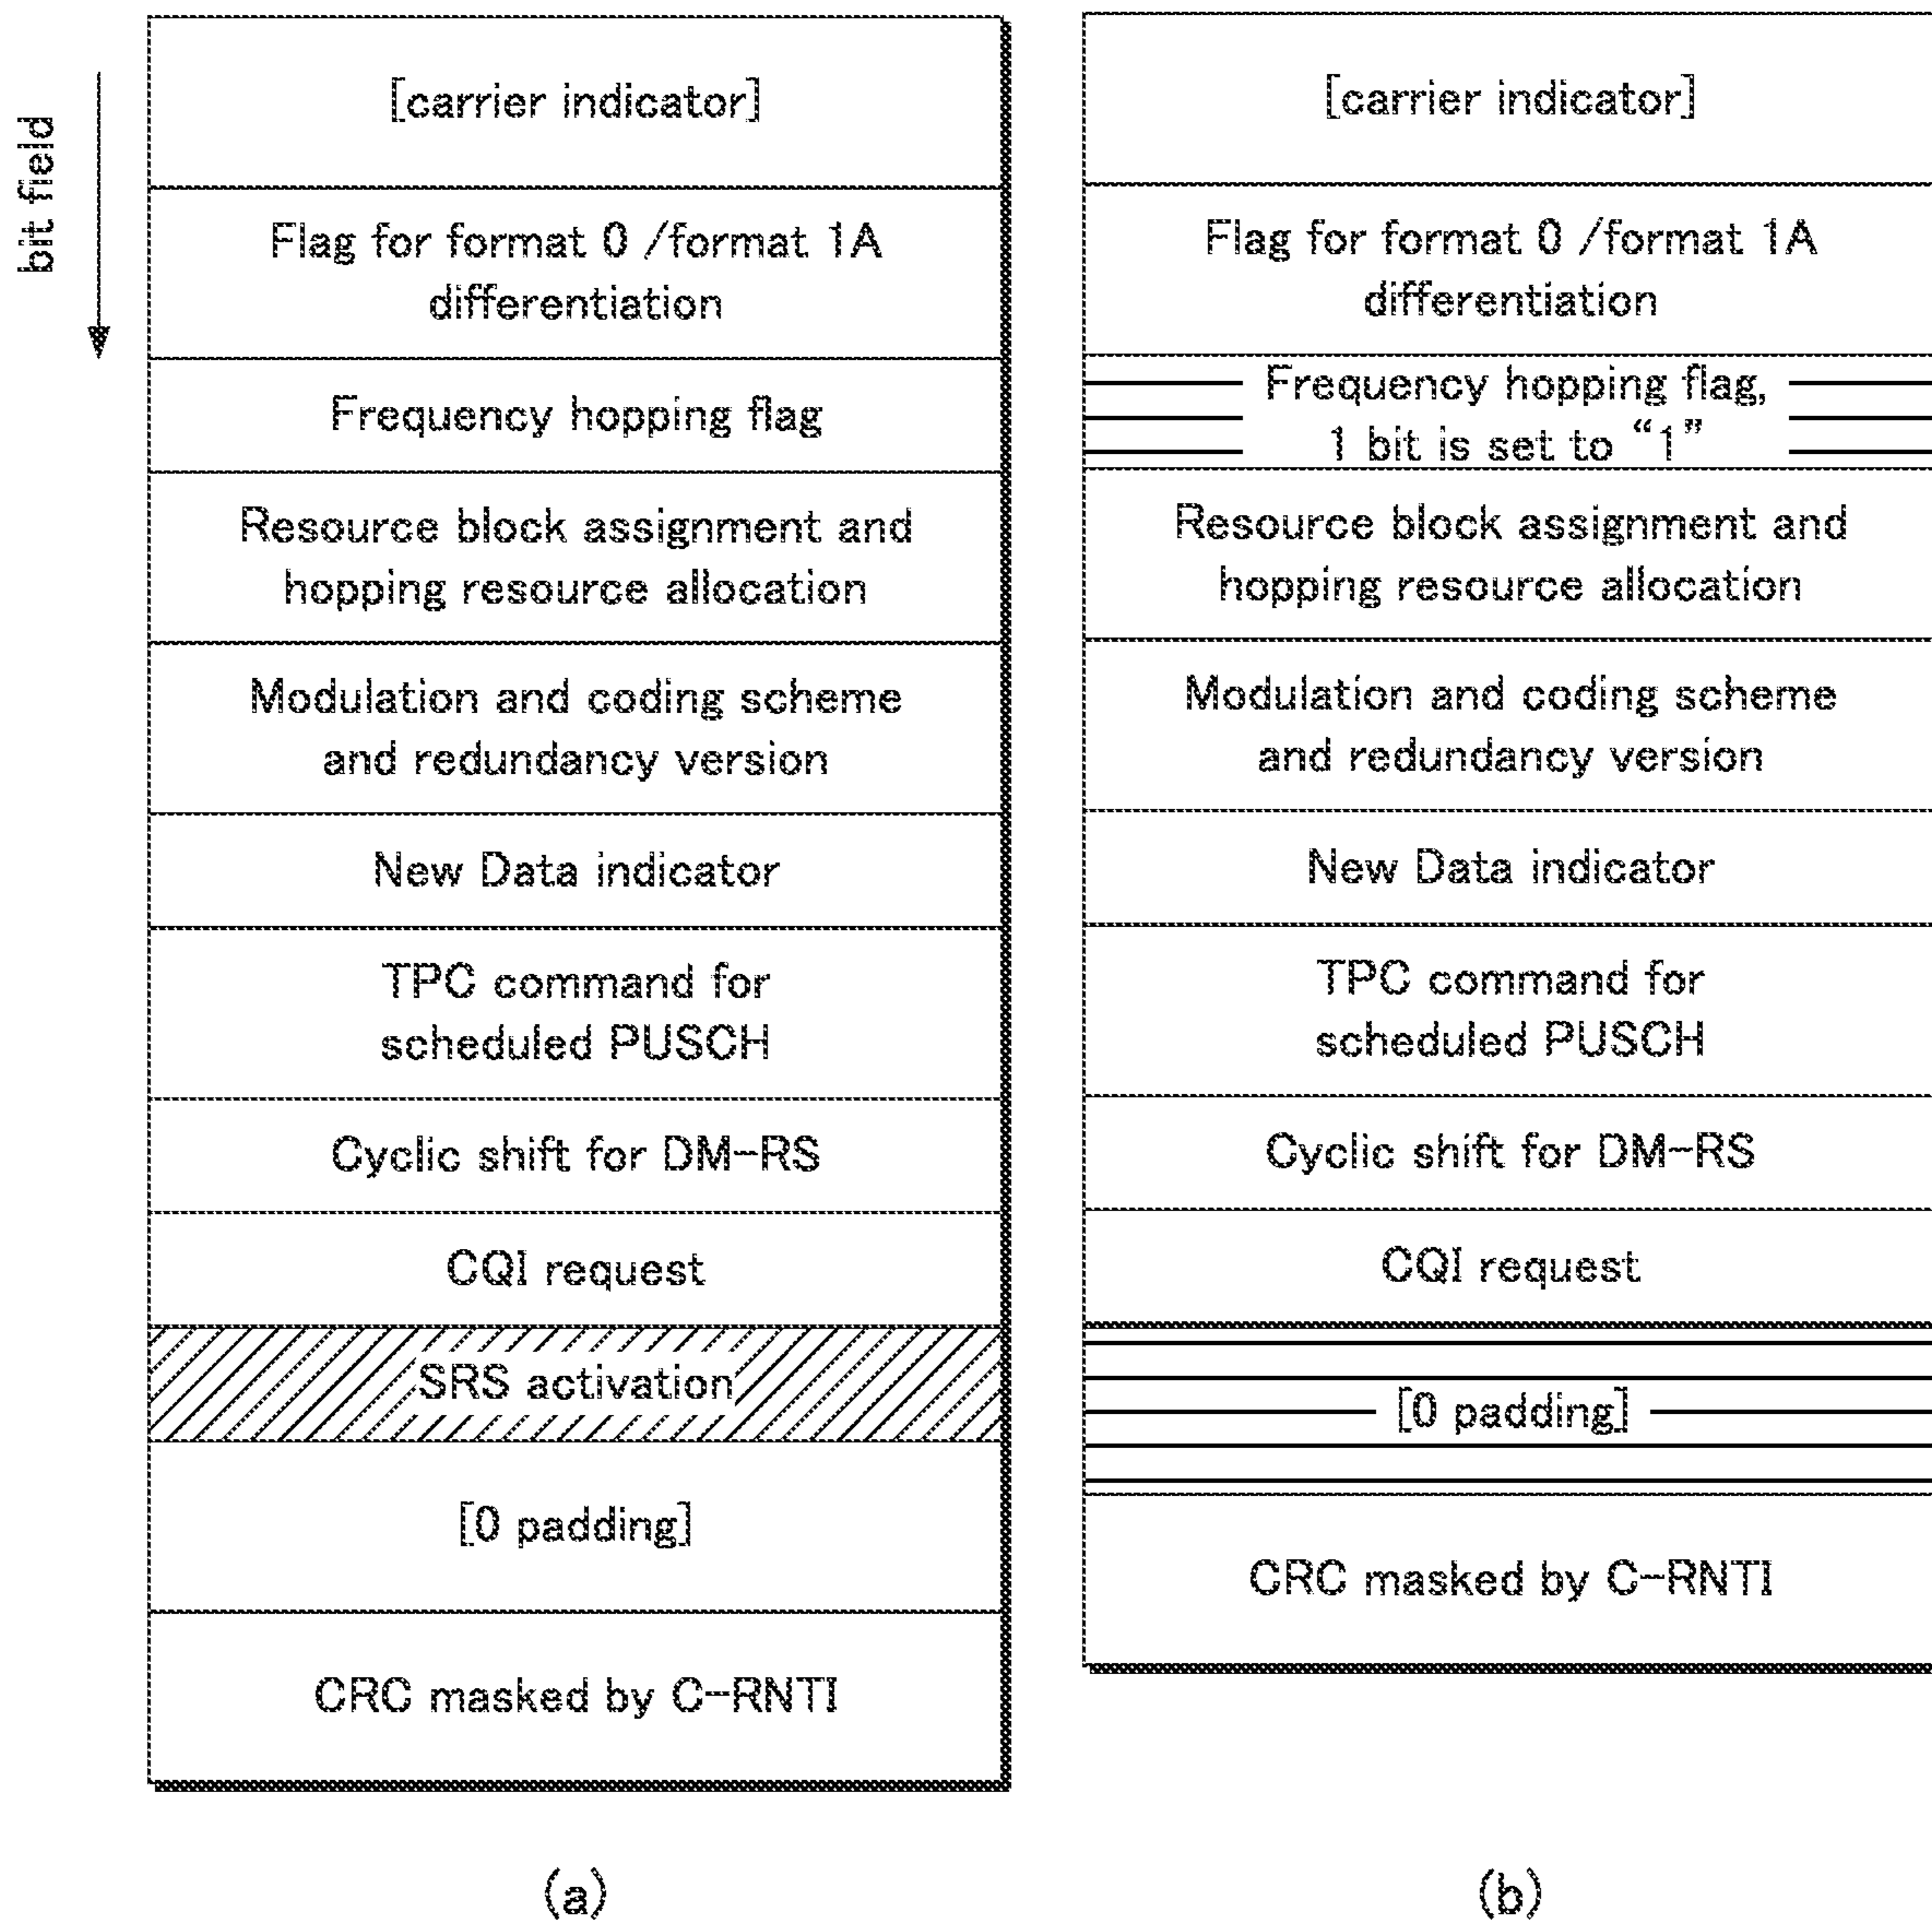 bit field
[carrier indicator]
Flag for format 0 /format 1A
differentiation
Frequency hopping flag
Resource block assignment and
hopping resource allocation
Modulation and coding scheme
and redundancy version
New Data indicator
TPC command for
scheduled PUSCH
Cyclic shift for DM-RS
CQI request
SRS activation
[0 padding]
CRC masked by C-RNTI
(a)
[carrier indicator]
Flag for format 0 /format 1A
differentiation
Frequency hopping flag,
1 bit is set to “1”
Resource block assignment and
hopping resource allocation
Modulation and coding scheme
and redundancy version
New Data indicator
TPC command for
scheduled PUSCH
Cyclic shift for DM-RS
CQI request
[0 padding]
CRC masked by C-RNTI
(b)